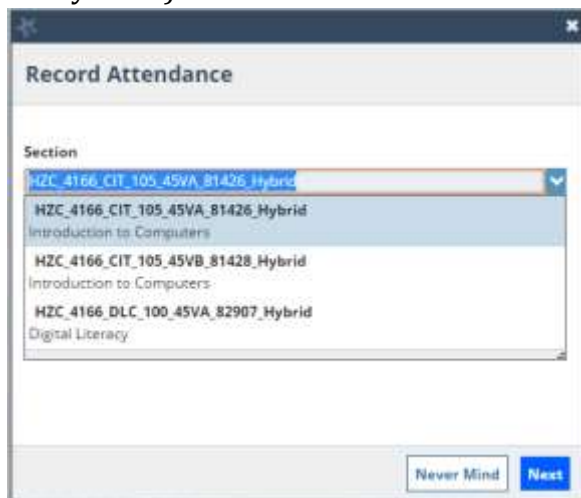 Record Attendance
Section
HZC_4166_CIT_105_45VA_81426_Hybrid
HZC_4166_CIT_105_45VA_81426_Hybrid
Introduction to Computers
HZC_4166_CIT_105_45VB_81428_Hybrid
Introduction to Computers
HZC_4166_DLC_100_45VA_82907_Hybrid
Digital Literacy
Never Mind Next